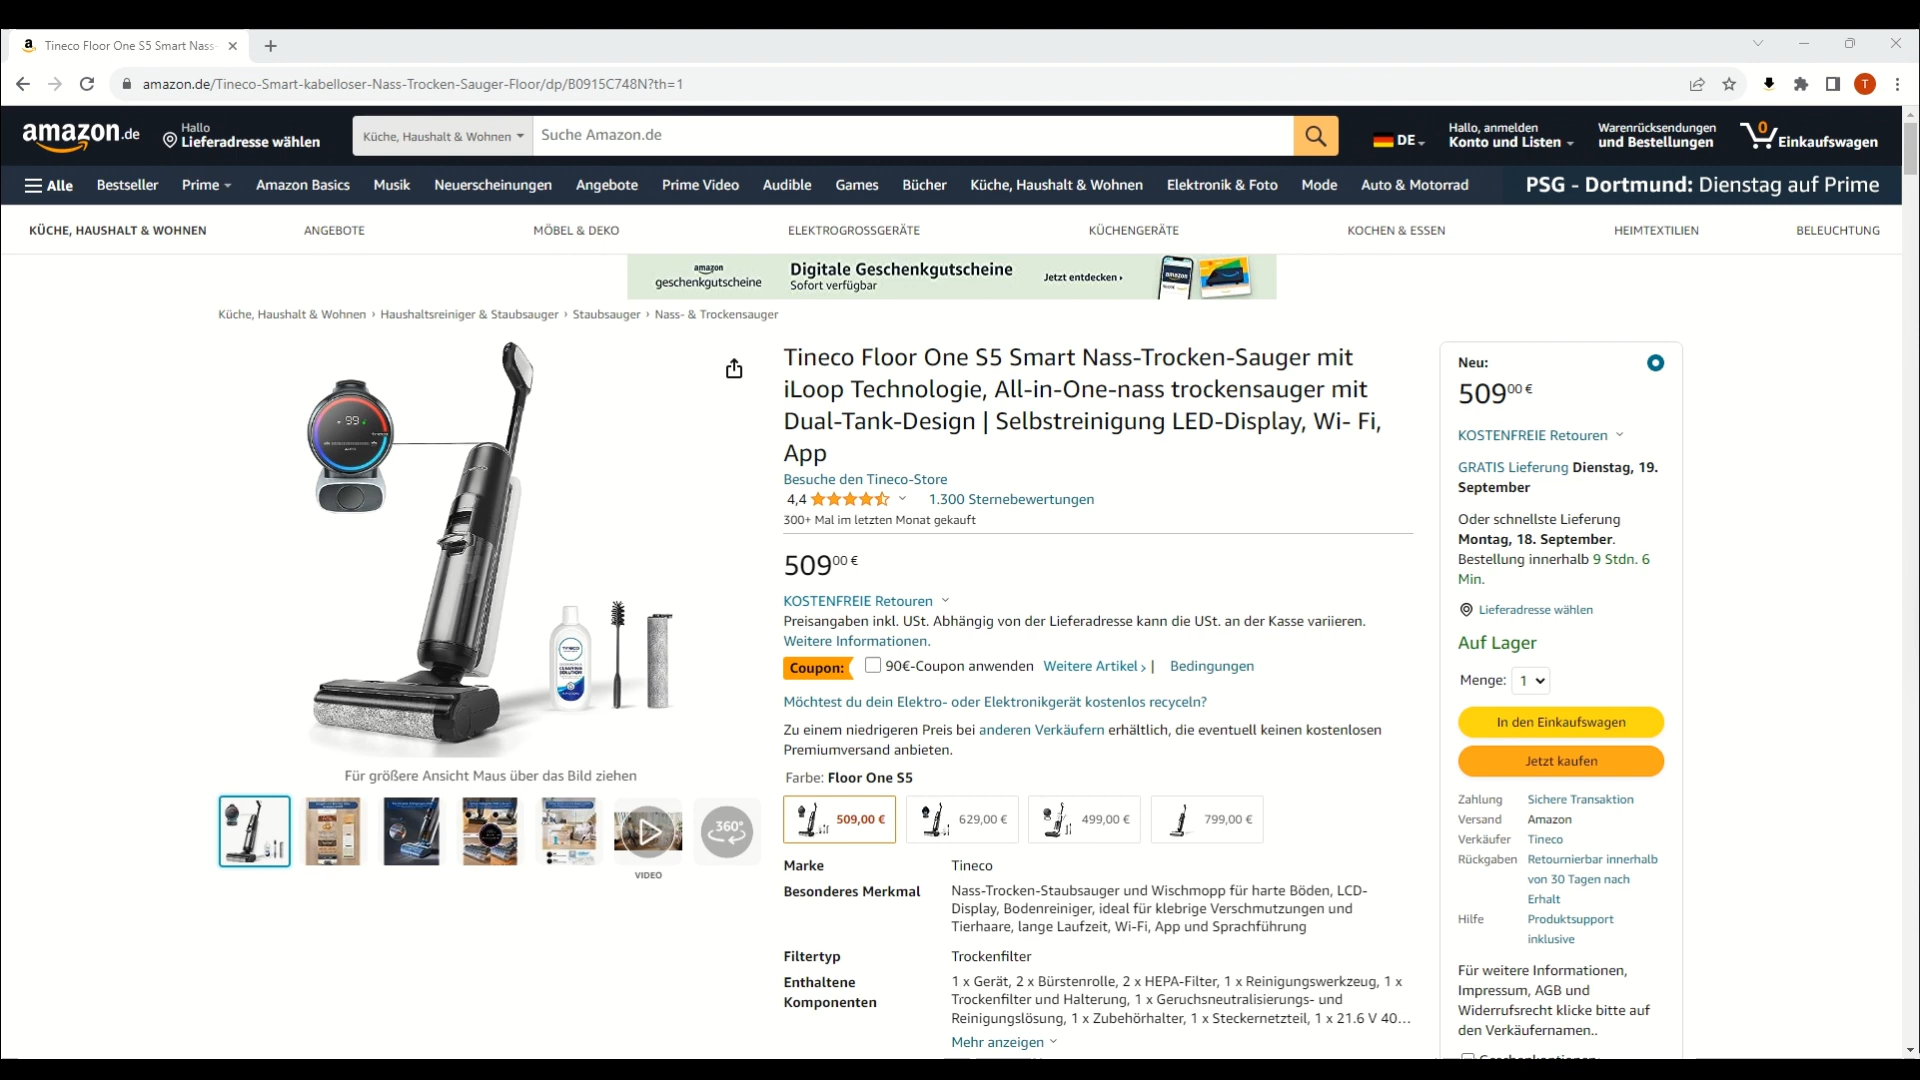 Tineco Floor One S5 Smart Nass-
amazon.de/Tineco-Smart-kabelloser-Nass-Trocken-Sauger-Floor/dp/B0915C748N?th=1
T
amazon.de
Hallo
Lieferadresse wählen
Küche, Haushalt & Wohnen
Suche Amazon.de
DE
Hallo, anmelden
Konto und Listen
Warenrücksendungen
und Bestellungen
0
Einkaufswagen
Alle
Bestseller
Prime
Amazon Basics
Musik
Neuerscheinungen
Angebote
Prime Video
Audible
Games
Bücher
Küche, Haushalt & Wohnen
Elektronik & Foto
Mode
Auto & Motorrad
PSG - Dortmund: Dienstag auf Prime
KÜCHE, HAUSHALT & WOHNEN
ANGEBOTE
MÖBEL & DEKO
ELEKTROGROSSGERÄTE
KÜCHENGERÄTE
KOCHEN & ESSEN
HEIMTEXTILIEN
BELEUCHTUNG
amazon
geschenkgutscheine
Digitale Geschenkgutscheine
Sofort verfügbar
Jetzt entdecken ›
Küche, Haushalt & Wohnen › Haushaltsreiniger & Staubsauger › Staubsauger › Nass- & Trockensauger
99
TINECO
Für größere Ansicht Maus über das Bild ziehen
360°
VIDEO
Tineco Floor One S5 Smart Nass-Trocken-Sauger mit
iLoop Technologie, All-in-One-nass trockensauger mit
Dual-Tank-Design | Selbstreinigung LED-Display, Wi- Fi,
App
Besuche den Tineco-Store
4,4
1.300 Sternebewertungen
300+ Mal im letzten Monat gekauft
509⁰⁰ €
KOSTENFREIE Retouren
Preisangaben inkl. USt. Abhängig von der Lieferadresse kann die USt. an der Kasse variieren.
Weitere Informationen.
Coupon: 90€-Coupon anwenden Weitere Artikel › | Bedingungen
Möchtest du dein Elektro- oder Elektronikgerät kostenlos recyceln?
Zu einem niedrigeren Preis bei anderen Verkäufern erhältlich, die eventuell keinen kostenlosen
Premiumversand anbieten.
Farbe: Floor One S5
509,00 €
629,00 €
499,00 €
799,00 €
Marke Tineco
Besonderes Merkmal Nass-Trocken-Staubsauger und Wischmopp für harte Böden, LCD-
Display, Bodenreiniger, ideal für klebrige Verschmutzungen und
Tierhaare, lange Laufzeit, Wi-Fi, App und Sprachführung
Filtertyp Trockenfilter
Enthaltene
Komponenten
1 x Gerät, 2 x Bürstenrolle, 2 x HEPA-Filter, 1 x Reinigungswerkzeug, 1 x
Trockenfilter und Halterung, 1 x Geruchsneutralisierungs- und
Reinigungslösung, 1 x Zubehörhalter, 1 x Steckernetzteil, 1 x 21.6 V 40...
Mehr anzeigen
Neu:
509⁰⁰ €
KOSTENFREIE Retouren
GRATIS Lieferung Dienstag, 19.
September
Oder schnellste Lieferung
Montag, 18. September.
Bestellung innerhalb 9 Stdn. 6
Min.
Lieferadresse wählen
Auf Lager
Menge: 1
In den Einkaufswagen
Jetzt kaufen
Zahlung Sichere Transaktion
Versand Amazon
Verkäufer Tineco
Rückgaben Retournierbar innerhalb
von 30 Tagen nach
Erhalt
Hilfe Produktsupport
inklusive
Für weitere Informationen,
Impressum, AGB und
Widerrufsrecht klicke bitte auf
den Verkäufernamen..